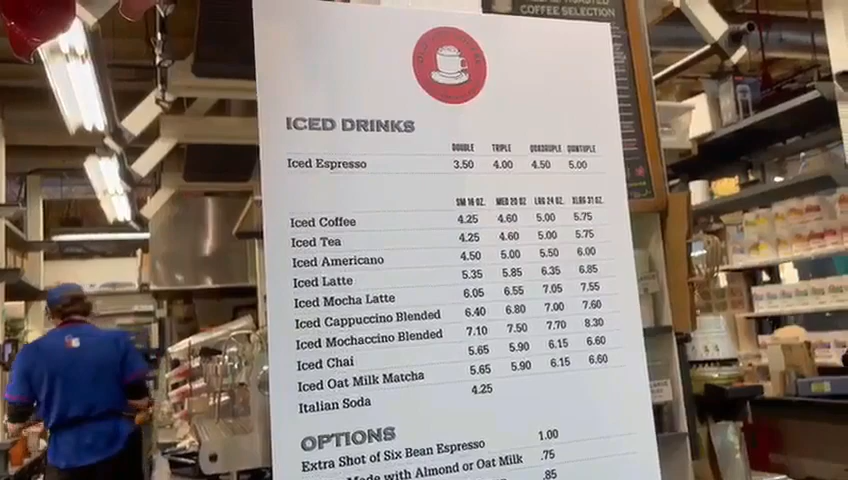 COFFEE SELECTION
ICED DRINKS
DOUBLE TRIPLE QUADRUPLE QUINTUPLE
Iced Espresso 3.50 4.00 4.50 5.00
SM 16 OZ. MED 20 OZ LRG 24 OZ. XLRG 31 OZ.
Iced Coffee 4.25 4.60 5.00 5.75
Iced Tea 4.25 4.60 5.00 5.75
Iced Americano 4.50 5.00 5.50 6.00
Iced Latte 5.35 5.85 6.35 6.85
Iced Mocha Latte 6.05 6.55 7.05 7.55
Iced Cappuccino Blended 6.40 6.80 7.00 7.60
Iced Mochaccino Blended 7.10 7.50 7.70 8.30
Iced Chai 5.65 5.90 6.15 6.60
Iced Oat Milk Matcha 5.65 5.90 6.15 6.60
Italian Soda 4.25
OPTIONS
Extra Shot of Six Bean Espresso 1.00
Made with Almond or Oat Milk .75
.85